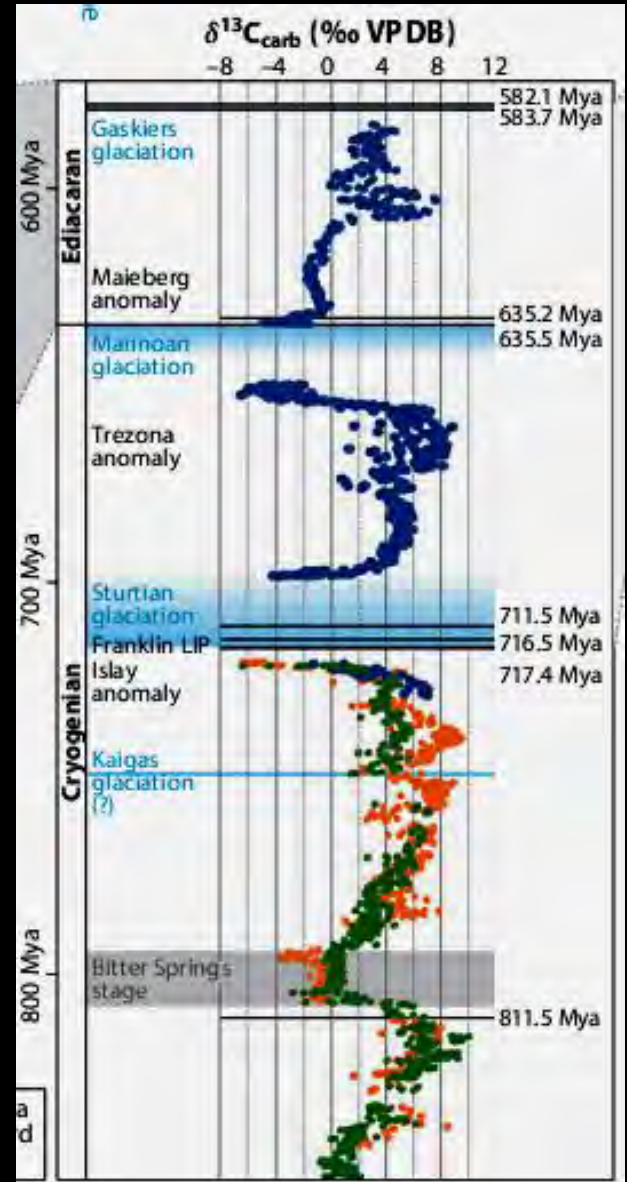 δ¹³Ccarb (‰ VPDB)
−8 −4 0 4 8 12
582.1 Mya
583.7 Mya
Gaskiers
glaciation
600 Mya
Ediacaran
Maieberg
anomaly
635.2 Mya
635.5 Mya
Marinoan
glaciation
Trezona
anomaly
700 Mya
Sturtian
glaciation
711.5 Mya
Franklin LIP
716.5 Mya
Islay
anomaly
717.4 Mya
Cryogenian
Kaigas
glaciation
(?)
Bitter Springs
stage
800 Mya
811.5 Mya
a
d